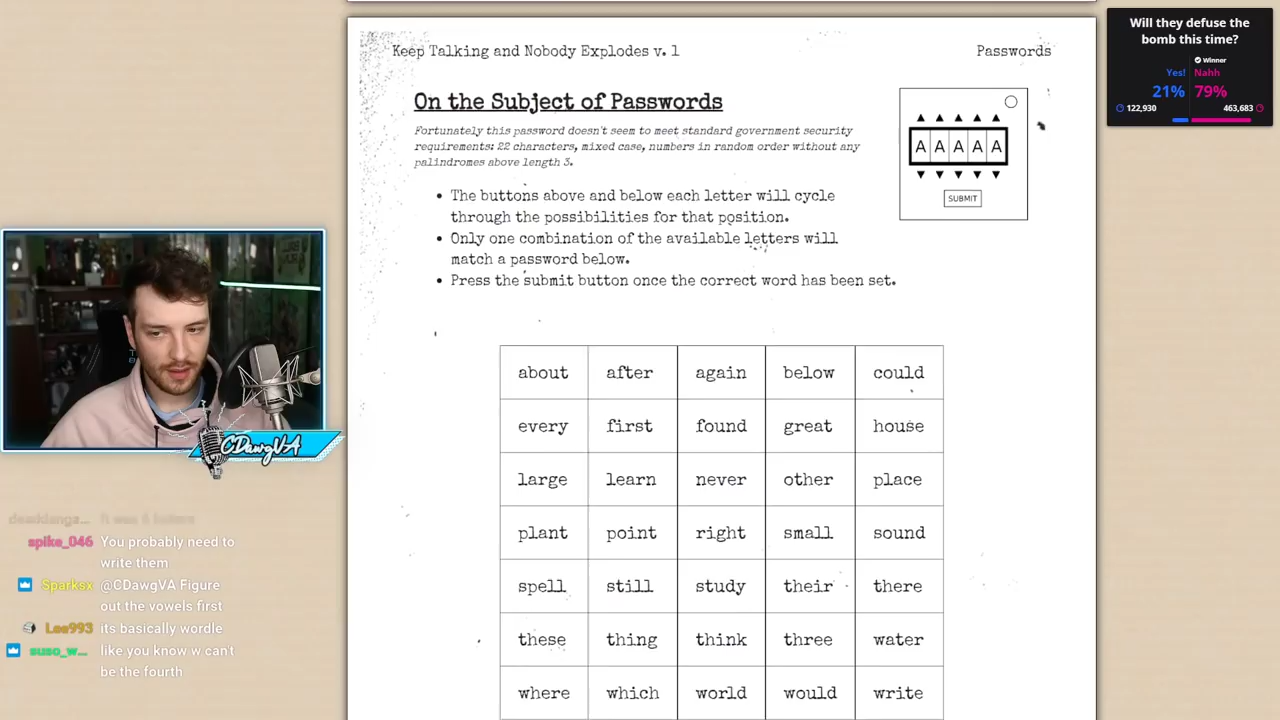 Keep Talking and Nobody Explodes v. 1
Passwords
On the Subject of Passwords
Fortunately this password doesn't seem to meet standard government security
requirements: 22 characters, mixed case, numbers in random order without any
palindromes above length 3.
The buttons above and below each letter will cycle
through the possibilities for that position.
Only one combination of the available letters will
match a password below.
Press the submit button once the correct word has been set.
A A A A A
SUBMIT
about after again below could
every first found great house
large learn never other place
plant point right small sound
spell still study their there
these thing think three water
where which world would write
Will they defuse the
bomb this time?
Winner
Yes! Nahh
21% 79%
122,930 463,683
CDawgVA
It was 6 letters
spike_046 You probably need to
write them
Sparksx @CDawgVA Figure
out the vowels first
Lee993 its basically wordle
suso_w... like you know w can't
be the fourth